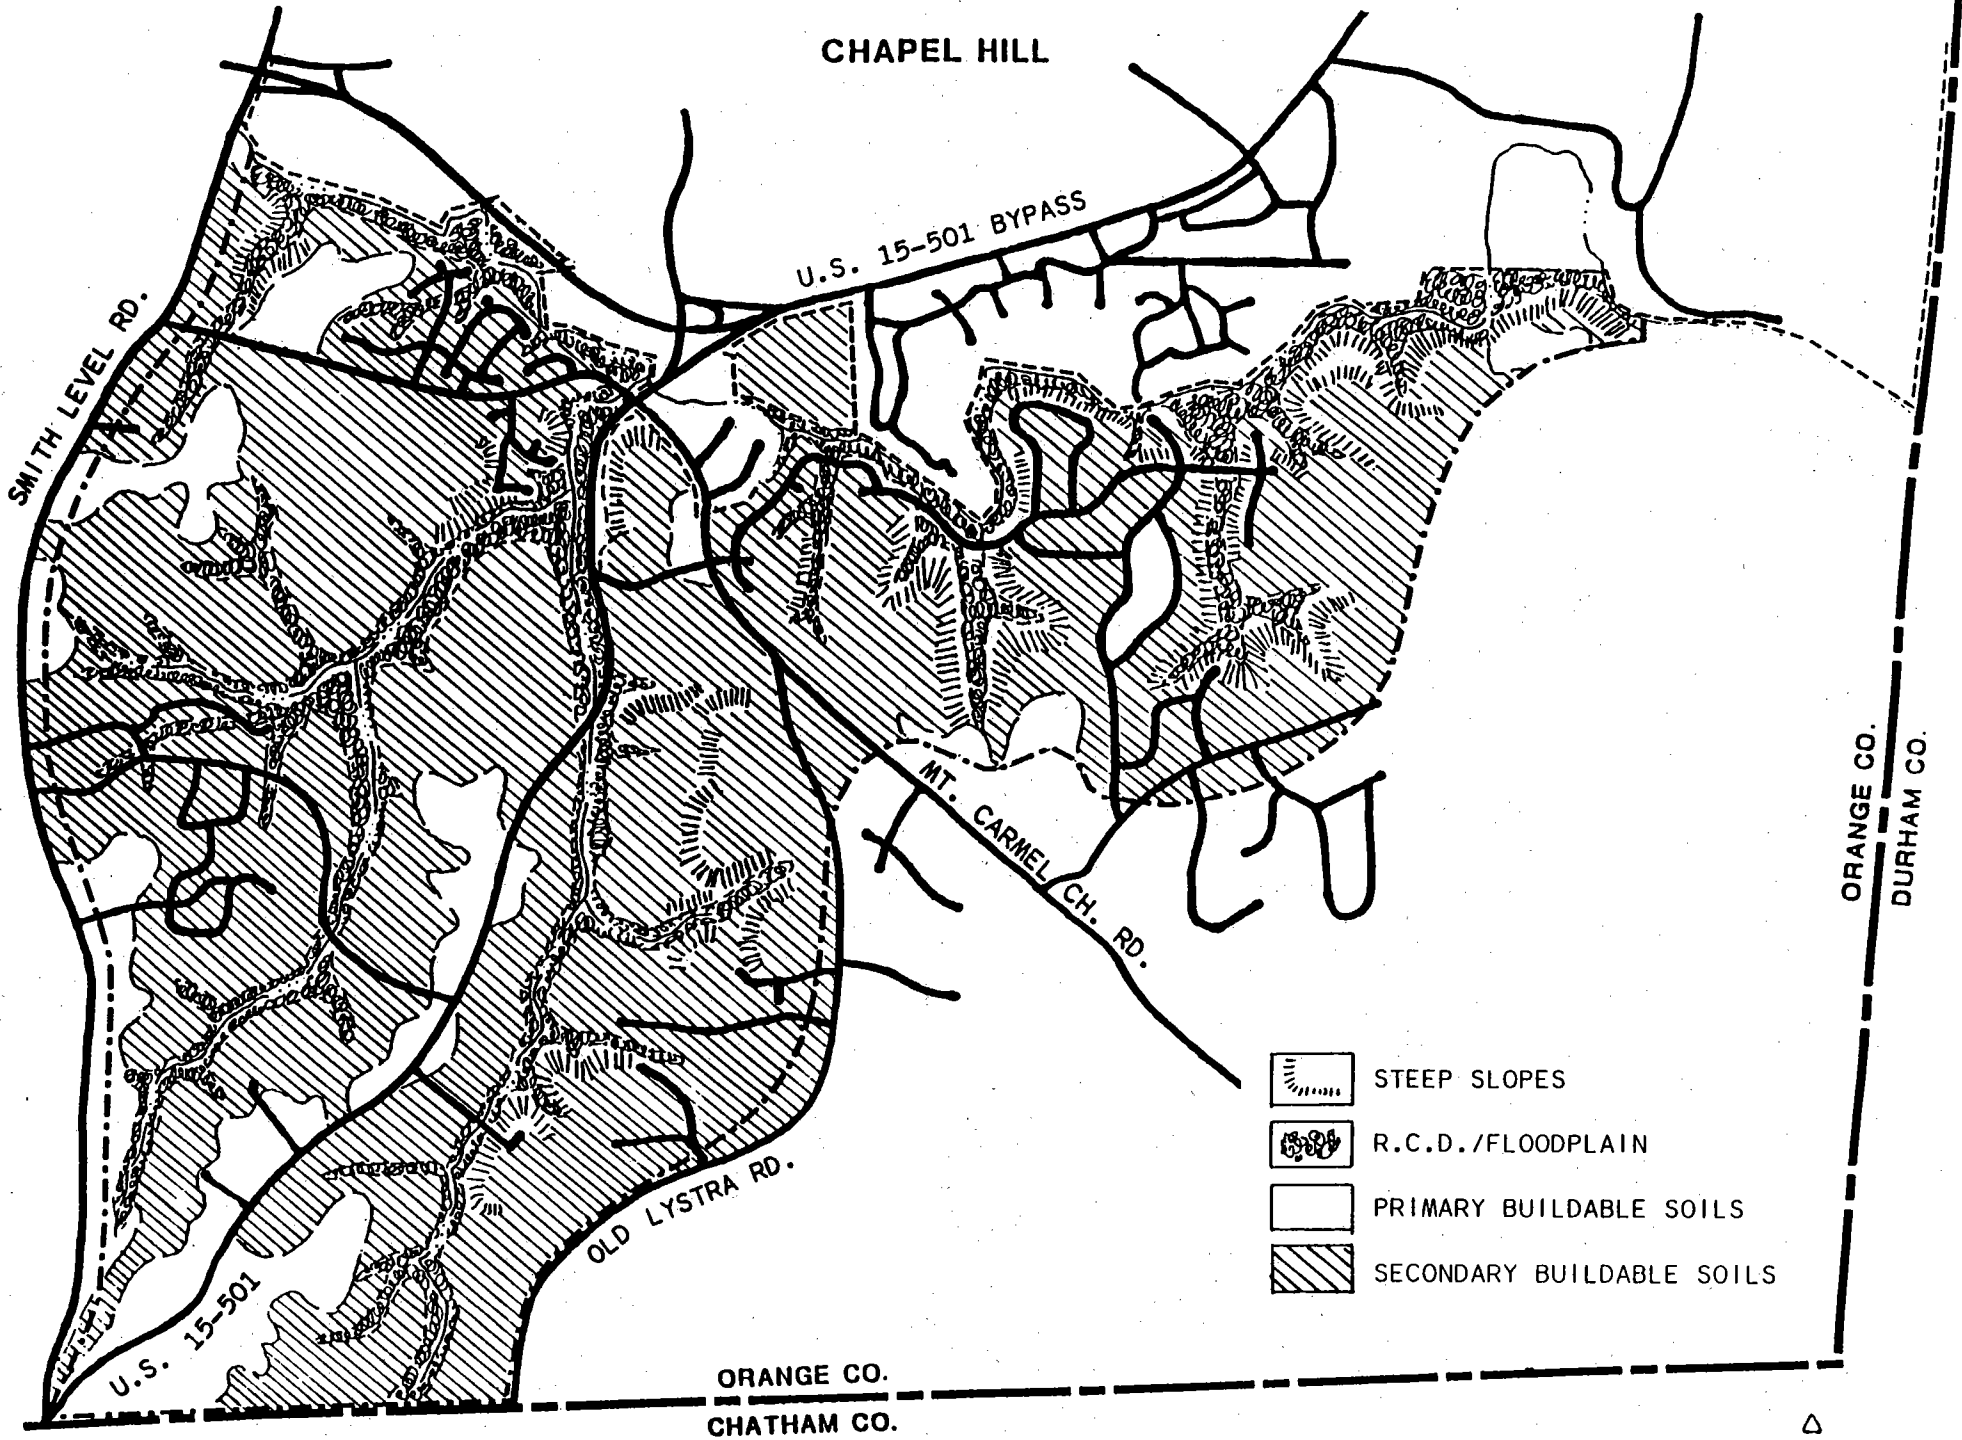 CHAPEL HILL
U.S. 15-501 BYPASS
SMITH LEVEL RD.
MT. CARMEL CH. RD.
ORANGE CO.
DURHAM CO.
STEEP SLOPES
R.C.D./FLOODPLAIN
PRIMARY BUILDABLE SOILS
SECONDARY BUILDABLE SOILS
OLD LYSTRA RD.
U.S. 15-501
ORANGE CO.
CHATHAM CO.